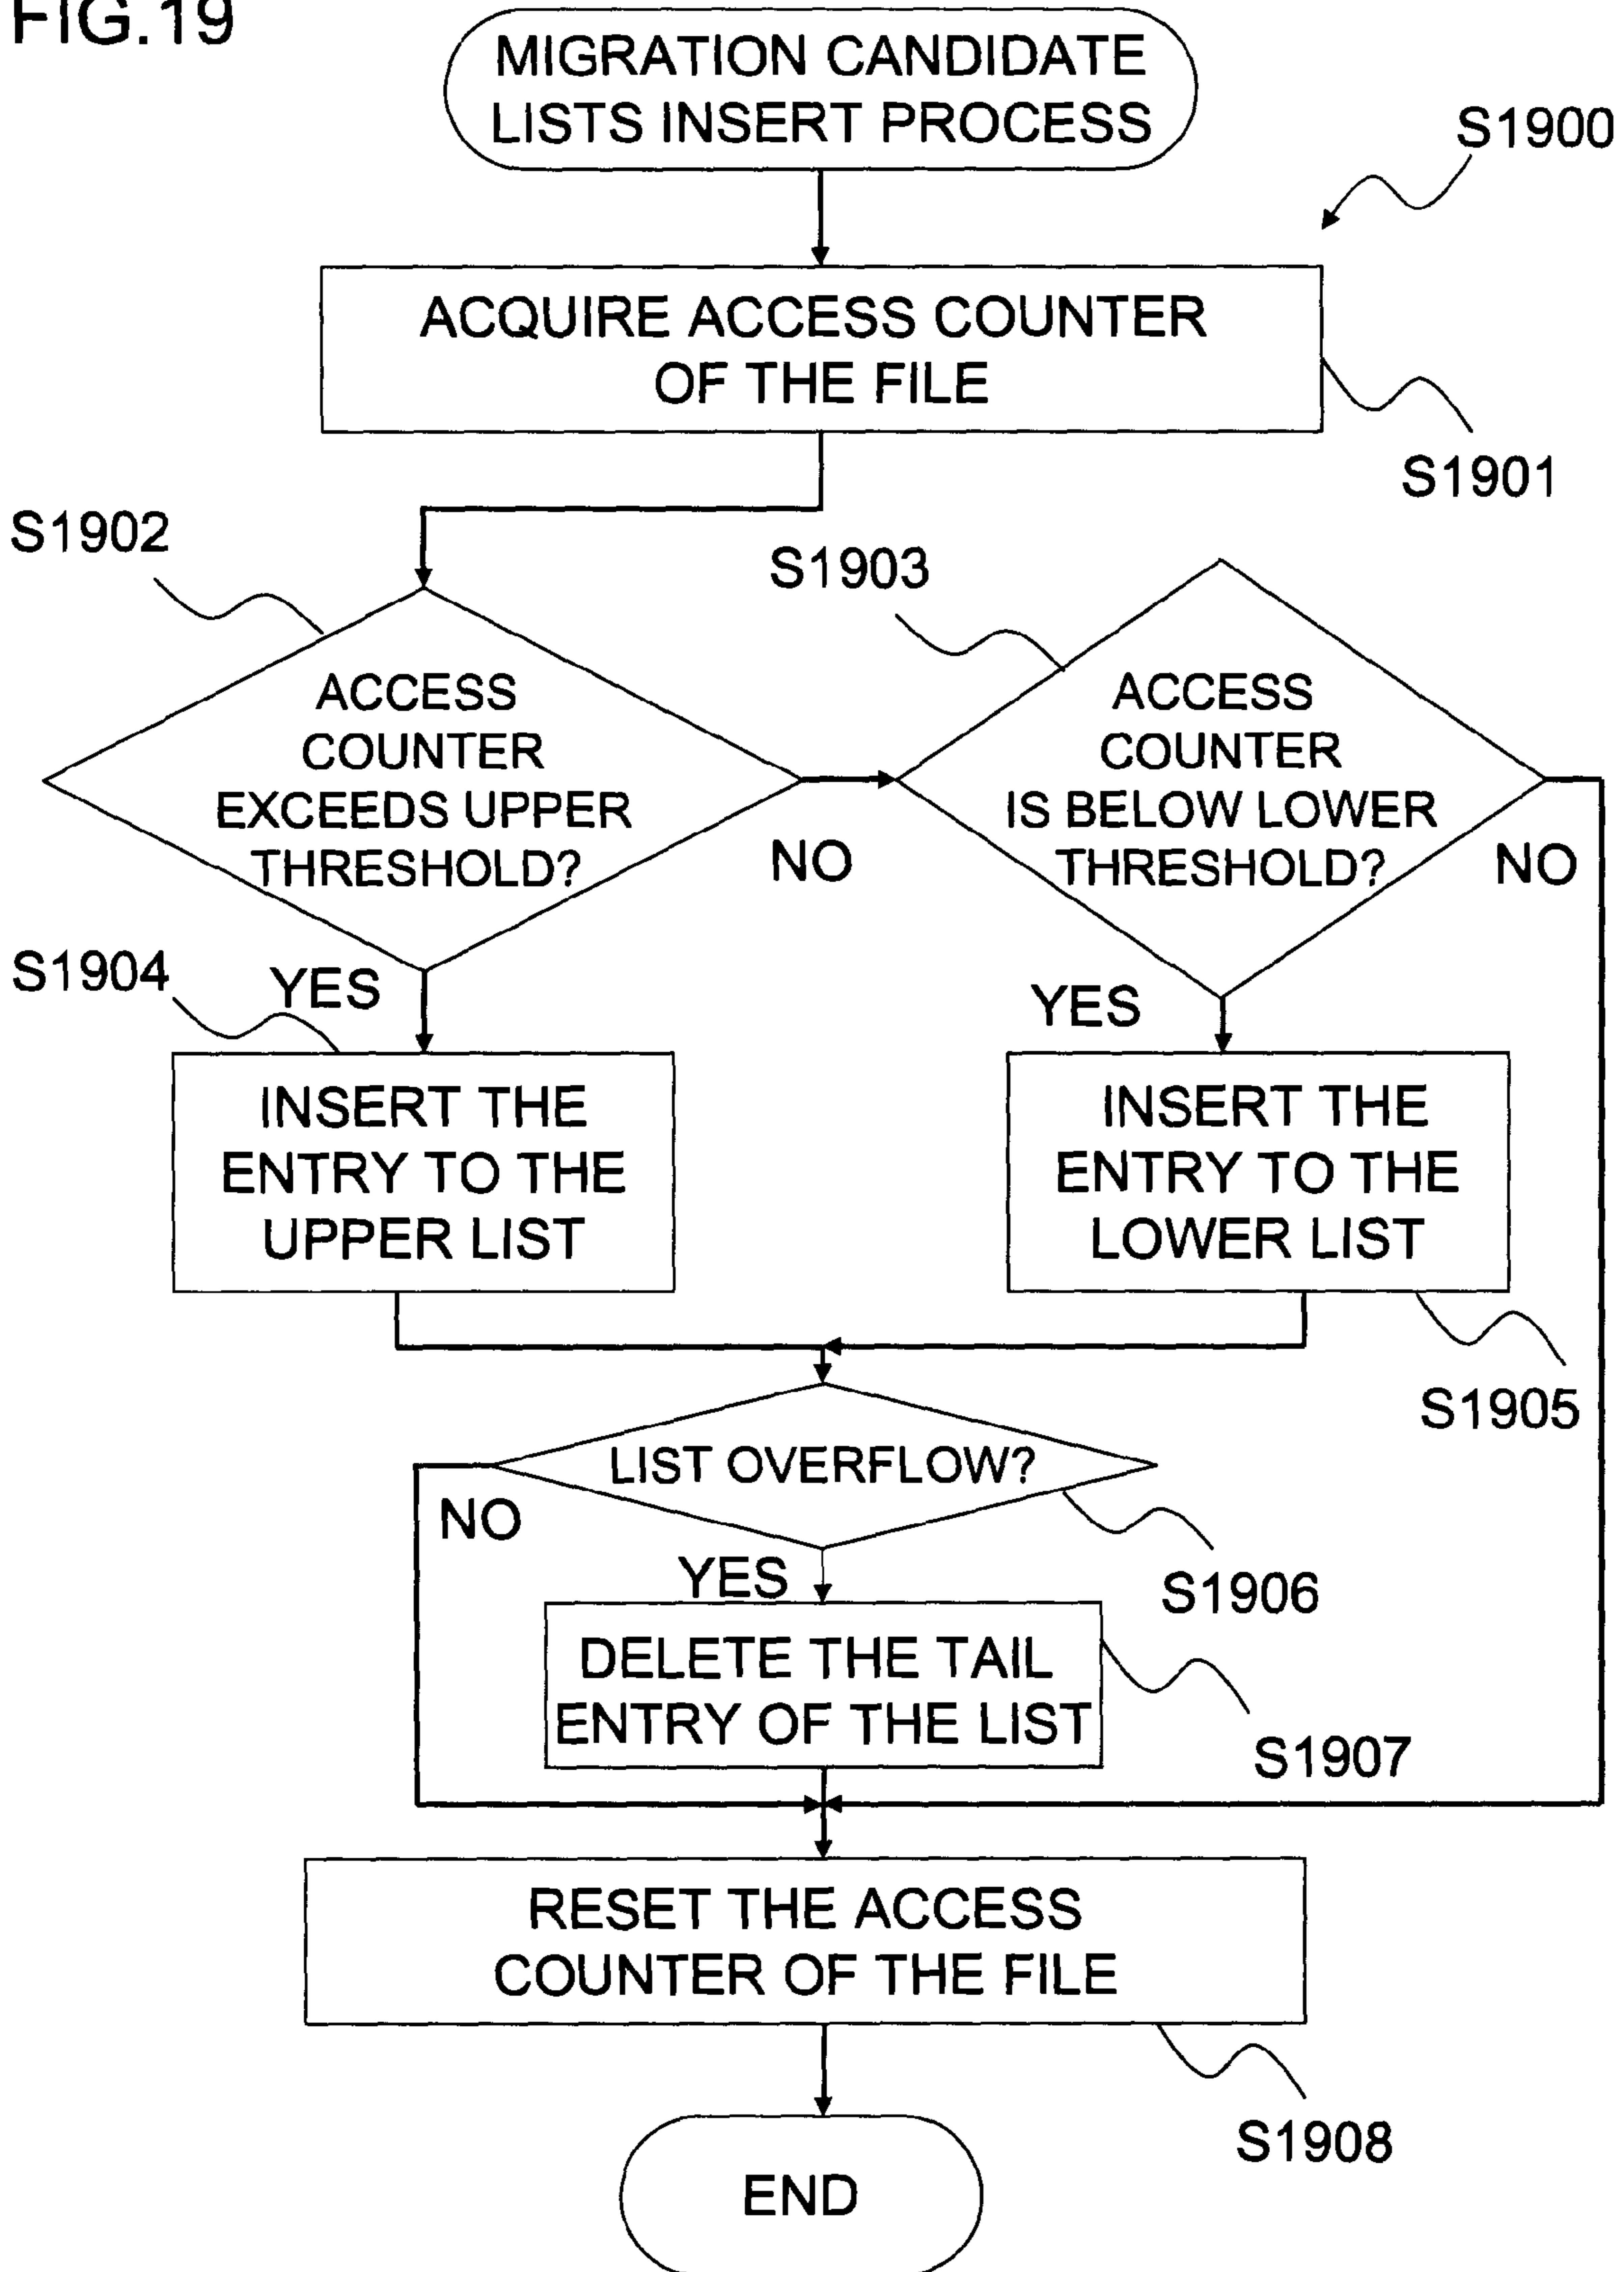 FIG.19
MIGRATION CANDIDATE
LISTS INSERT PROCESS
S1900
ACQUIRE ACCESS COUNTER
OF THE FILE
S1901
S1902
S1903
ACCESS
COUNTER
EXCEEDS UPPER
THRESHOLD?
NO
ACCESS
COUNTER
IS BELOW LOWER
THRESHOLD?
NO
S1904
YES
YES
INSERT THE
ENTRY TO THE
UPPER LIST
INSERT THE
ENTRY TO THE
LOWER LIST
S1905
LIST OVERFLOW?
NO
YES
S1906
DELETE THE TAIL
ENTRY OF THE LIST
S1907
RESET THE ACCESS
COUNTER OF THE FILE
S1908
END